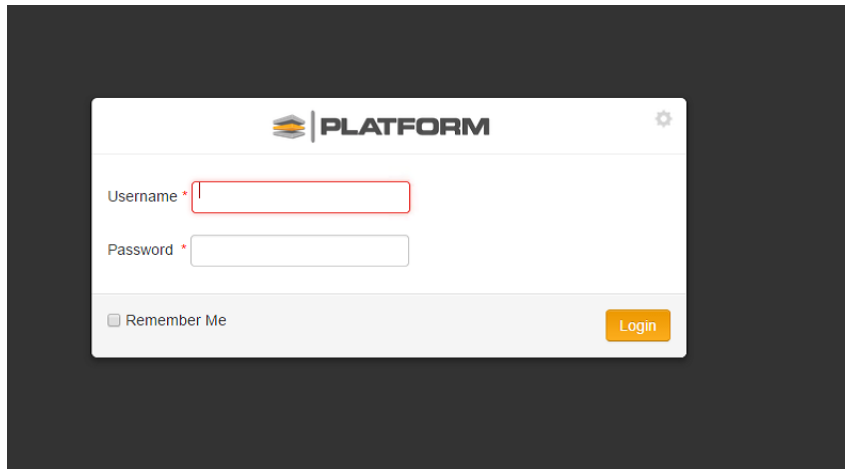 PLATFORM
Username *
Password *
Remember Me
Login